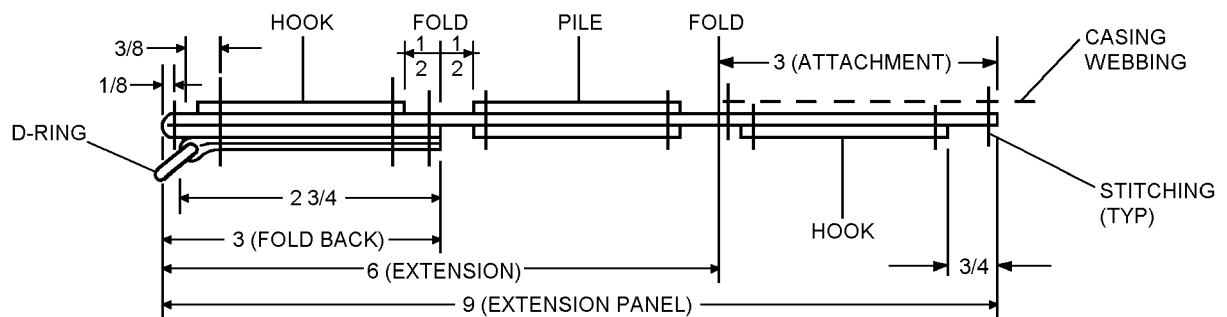 HOOK
FOLD
PILE
FOLD
3/8
1
2
1
2
1/8
3 (ATTACHMENT)
CASING
WEBBING
D-RING
2 3/4
STITCHING
(TYP)
3 (FOLD BACK)
HOOK
6 (EXTENSION)
3/4
9 (EXTENSION PANEL)